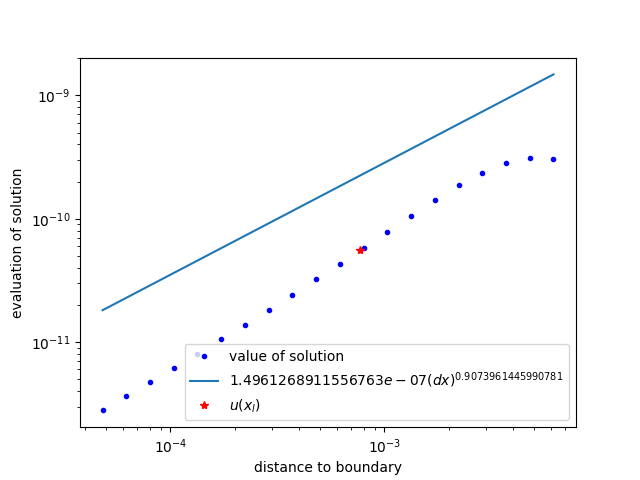 10⁻⁹
10⁻¹⁰
10⁻¹¹
evaluation of solution
value of solution
1.4961268911556763e − 07(dx)^0.9073961445990781
u(x_l)
10⁻⁴
10⁻³
distance to boundary